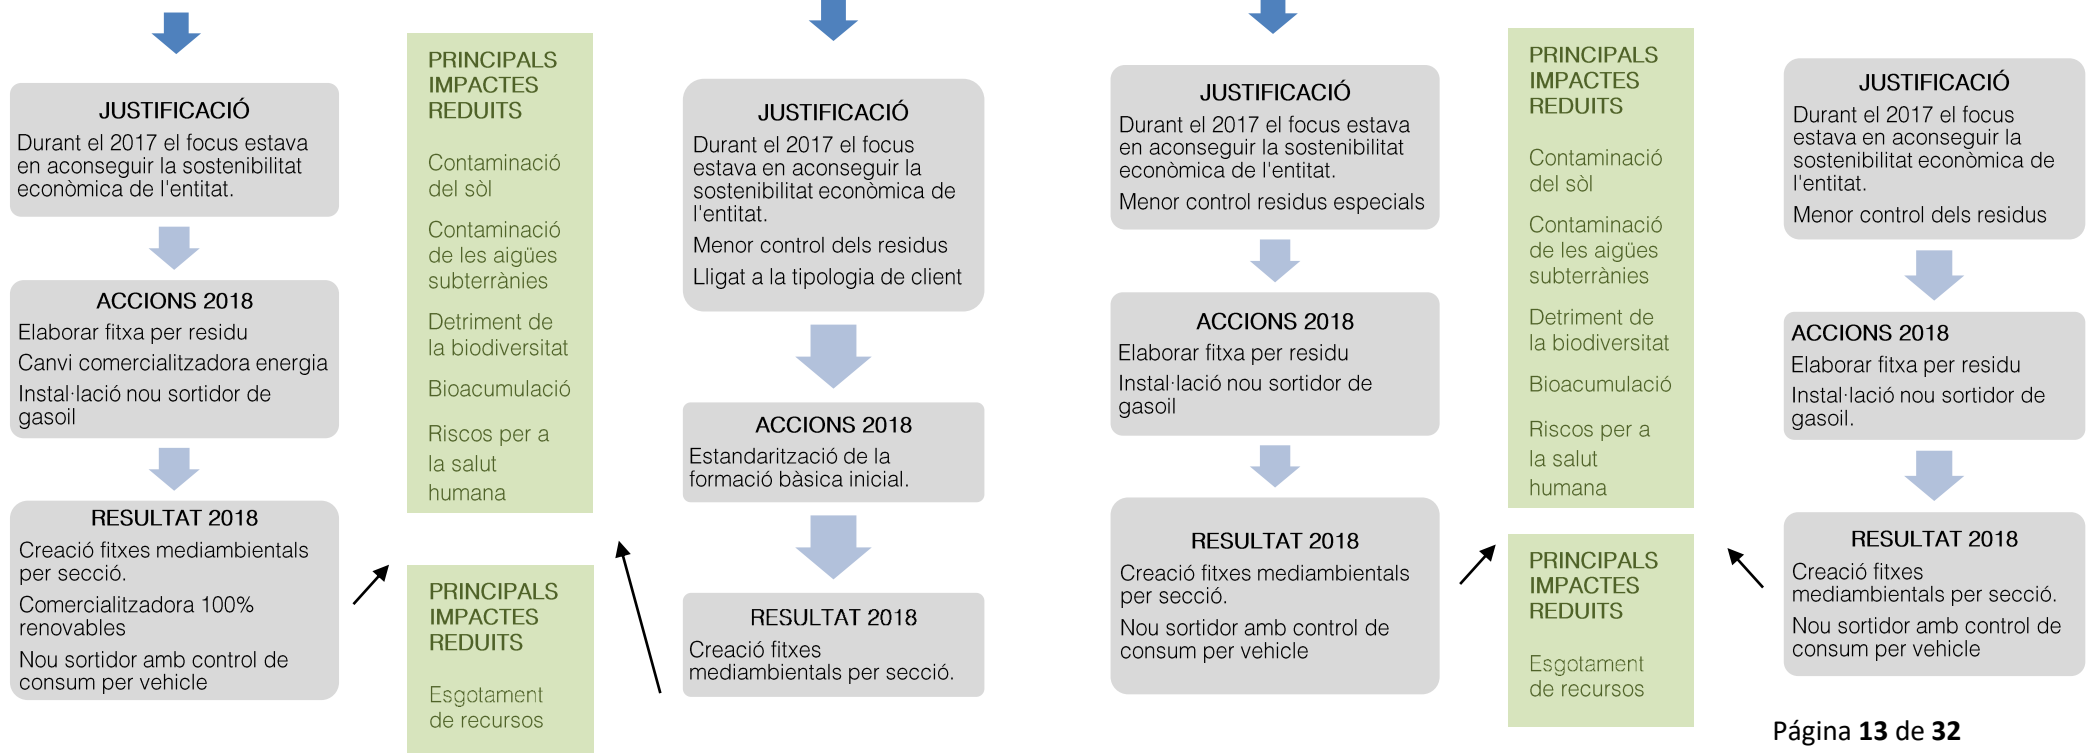 JUSTIFICACIÓ
Durant el 2017 el focus estava
en aconseguir la sostenibilitat
econòmica de l'entitat.
ACCIONS 2018
Elaborar fitxa per residu
Canvi comercialitzadora energia
Instal·lació nou sortidor de
gasoil
RESULTAT 2018
Creació fitxes mediambientals
per secció.
Comercialitzadora 100%
renovables
Nou sortidor amb control de
consum per vehicle
PRINCIPALS
IMPACTES
REDUITS
Contaminació
del sòl
Contaminació
de les aigües
subterrànies
Detriment de
la biodiversitat
Bioacumulació
Riscos per a
la salut
humana
PRINCIPALS
IMPACTES
REDUITS
Esgotament
de recursos
JUSTIFICACIÓ
Durant el 2017 el focus
estava en aconseguir la
sostenibilitat econòmica de
l'entitat.
Menor control dels residus
Lligat a la tipologia de client
ACCIONS 2018
Estandarització de la
formació bàsica inicial.
RESULTAT 2018
Creació fitxes
mediambientals per secció.
JUSTIFICACIÓ
Durant el 2017 el focus estava
en aconseguir la sostenibilitat
econòmica de l'entitat.
Menor control residus especials
ACCIONS 2018
Elaborar fitxa per residu
Instal·lació nou sortidor de
gasoil
RESULTAT 2018
Creació fitxes mediambientals
per secció.
Nou sortidor amb control de
consum per vehicle
PRINCIPALS
IMPACTES
REDUITS
Contaminació
del sòl
Contaminació
de les aigües
subterrànies
Detriment de
la biodiversitat
Bioacumulació
Riscos per a
la salut
humana
PRINCIPALS
IMPACTES
REDUITS
Esgotament
de recursos
JUSTIFICACIÓ
Durant el 2017 el focus
estava en aconseguir la
sostenibilitat econòmica de
l'entitat.
Menor control dels residus
ACCIONS 2018
Elaborar fitxa per residu
Instal·lació nou sortidor de
gasoil.
RESULTAT 2018
Creació fitxes
mediambientals per secció.
Nou sortidor amb control de
consum per vehicle
Página 13 de 32